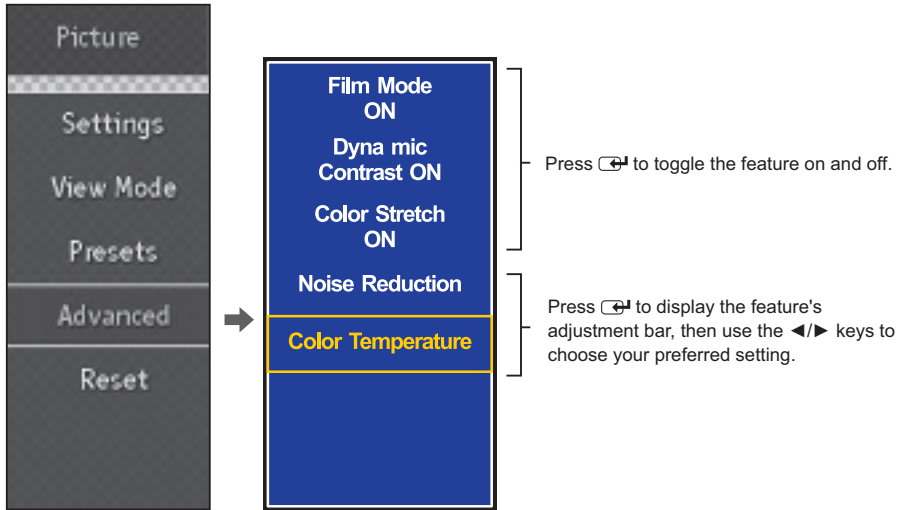 Picture
Settings
View Mode
Presets
Advanced
Reset
Film Mode
ON
Dyna mic
Contrast ON
Color Stretch
ON
Noise Reduction
Color Temperature
Press to toggle the feature on and off.
Press to display the feature's
adjustment bar, then use the ◄/► keys to
choose your preferred setting.